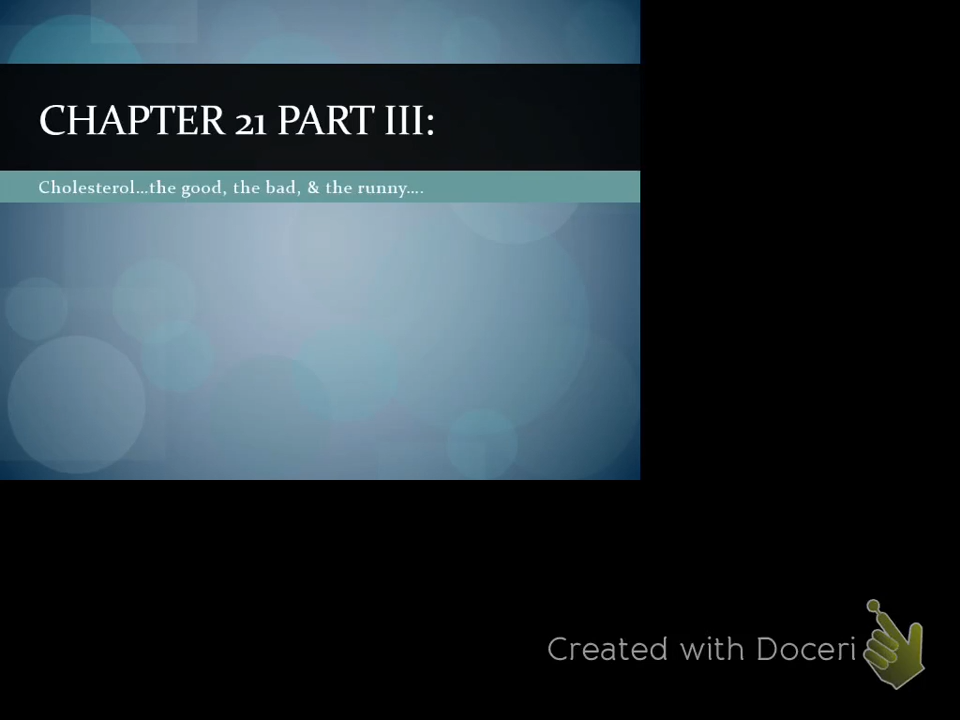 CHAPTER 21 PART III:
Cholesterol...the good, the bad, & the runny....
Created with Doceri